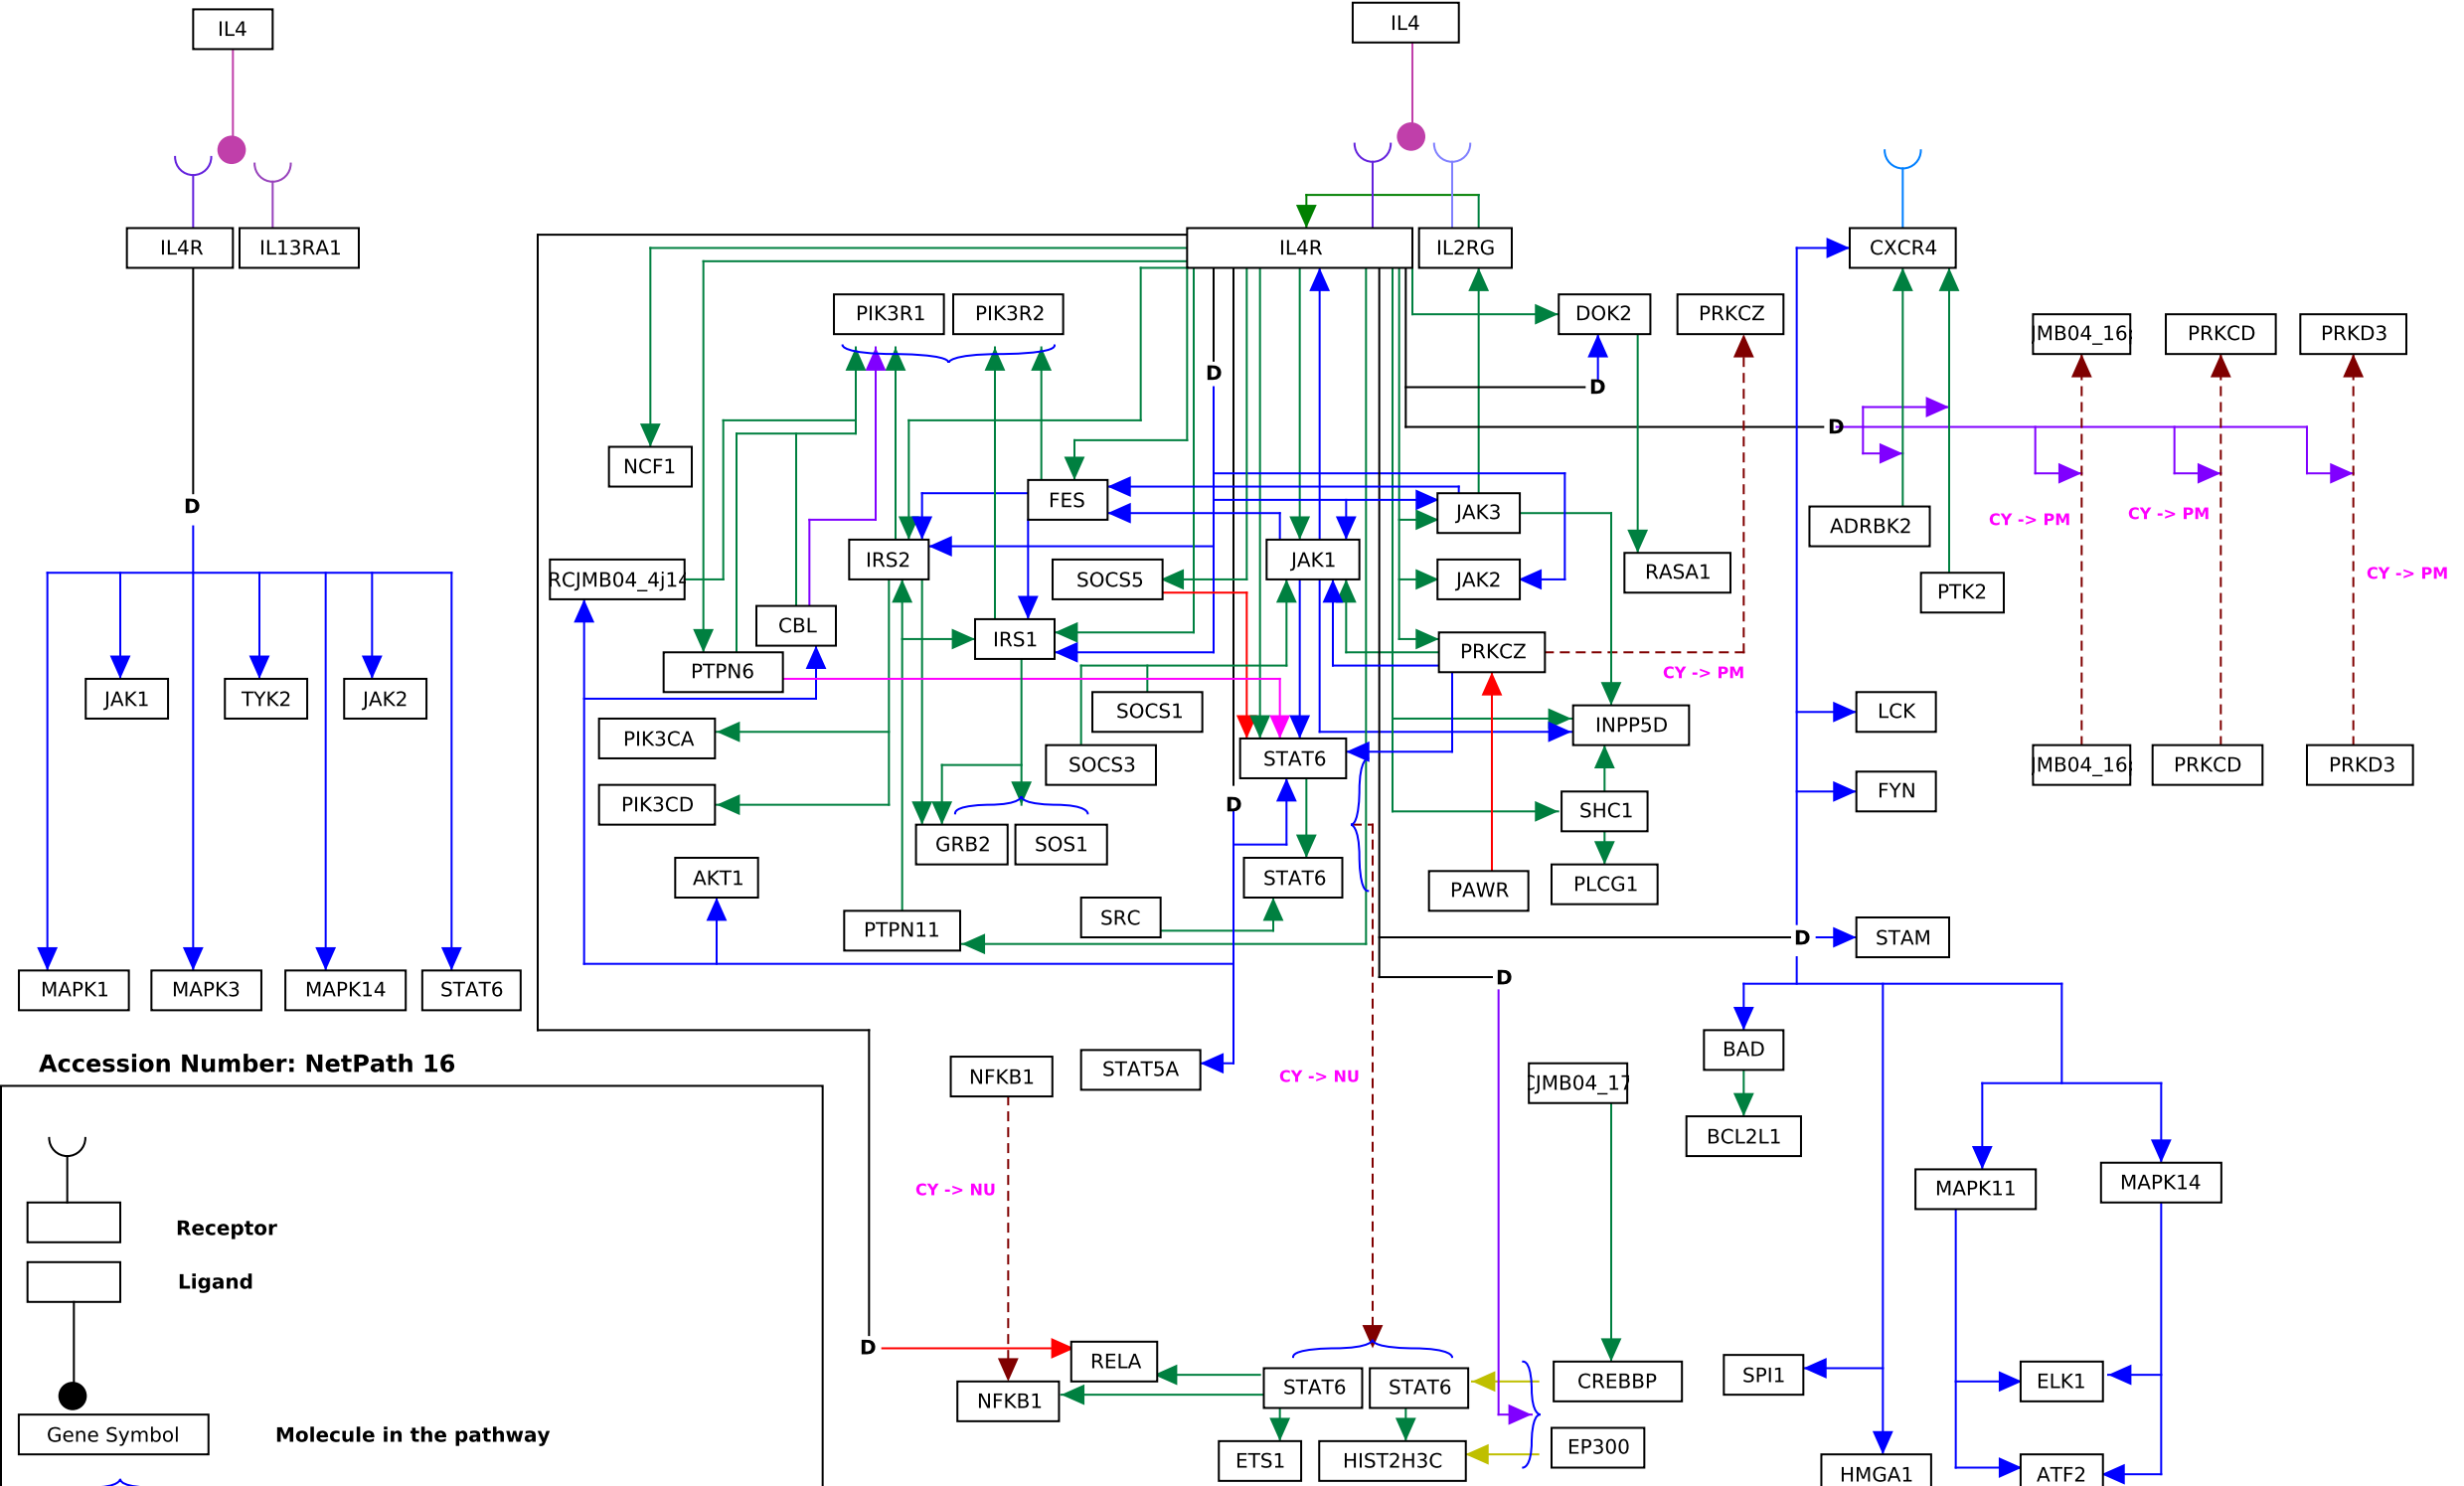 IL4
IL4
IL4R
IL13RA1
IL4R
IL2RG
CXCR4
PIK3R1
PIK3R2
DOK2
PRKCZ
JMB04_16
PRKCD
PRKD3
D
D
D
NCF1
FES
JAK3
D
CY -> PM
CY -> PM
ADRBK2
IRS2
JAK1
RCJMB04_4j14
SOCS5
JAK2
RASA1
CY -> PM
PTK2
CBL
IRS1
PRKCZ
PTPN6
CY -> PM
JAK1
TYK2
JAK2
SOCS1
LCK
INPP5D
PIK3CA
STAT6
SOCS3
JMB04_16
PRKCD
PRKD3
PIK3CD
D
SHC1
FYN
GRB2
SOS1
AKT1
STAT6
PAWR
PLCG1
SRC
PTPN11
D
STAM
D
MAPK1
MAPK3
MAPK14
STAT6
BAD
Accession Number: NetPath 16
NFKB1
STAT5A
CY -> NU
CJMB04_17
BCL2L1
CY -> NU
MAPK11
MAPK14
Receptor
Ligand
D
RELA
SPI1
CREBBP
ELK1
STAT6
STAT6
NFKB1
Gene Symbol
Molecule in the pathway
ETS1
HIST2H3C
EP300
HMGA1
ATF2